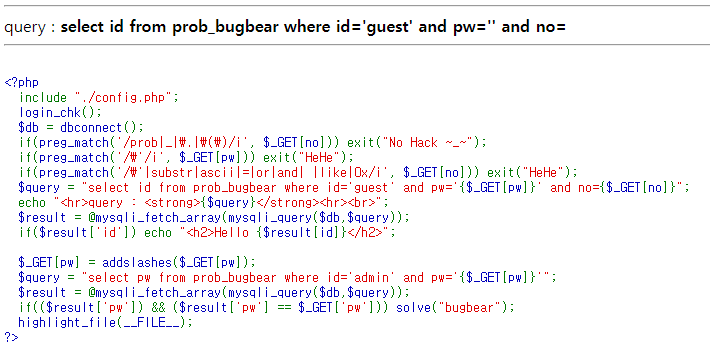 query : select id from prob_bugbear where id='guest' and pw='' and no=
<?php
include "./config.php";
login_chk();
$db = dbconnect();
if(preg_match('/prob|_|₩.|₩(₩)/i', $_GET[no])) exit("No Hack ~_~");
if(preg_match('/₩'/i', $_GET[pw])) exit("HeHe");
if(preg_match('/₩'|substr|ascii|=|or|and| |like|0x/i', $_GET[no])) exit("HeHe");
$query = "select id from prob_bugbear where id='guest' and pw='{$_GET[pw]}' and no={$_GET[no]}";
echo "<hr>query : <strong>{$query}</strong><hr><br>";
$result = @mysqli_fetch_array(mysqli_query($db,$query));
if($result['id']) echo "<h2>Hello {$result[id]}</h2>";
$_GET[pw] = addslashes($_GET[pw]);
$query = "select pw from prob_bugbear where id='admin' and pw='{$_GET[pw]}'";
$result = @mysqli_fetch_array(mysqli_query($db,$query));
if(($result['pw']) && ($result['pw'] == $_GET['pw'])) solve("bugbear");
highlight_file(__FILE__);
?>